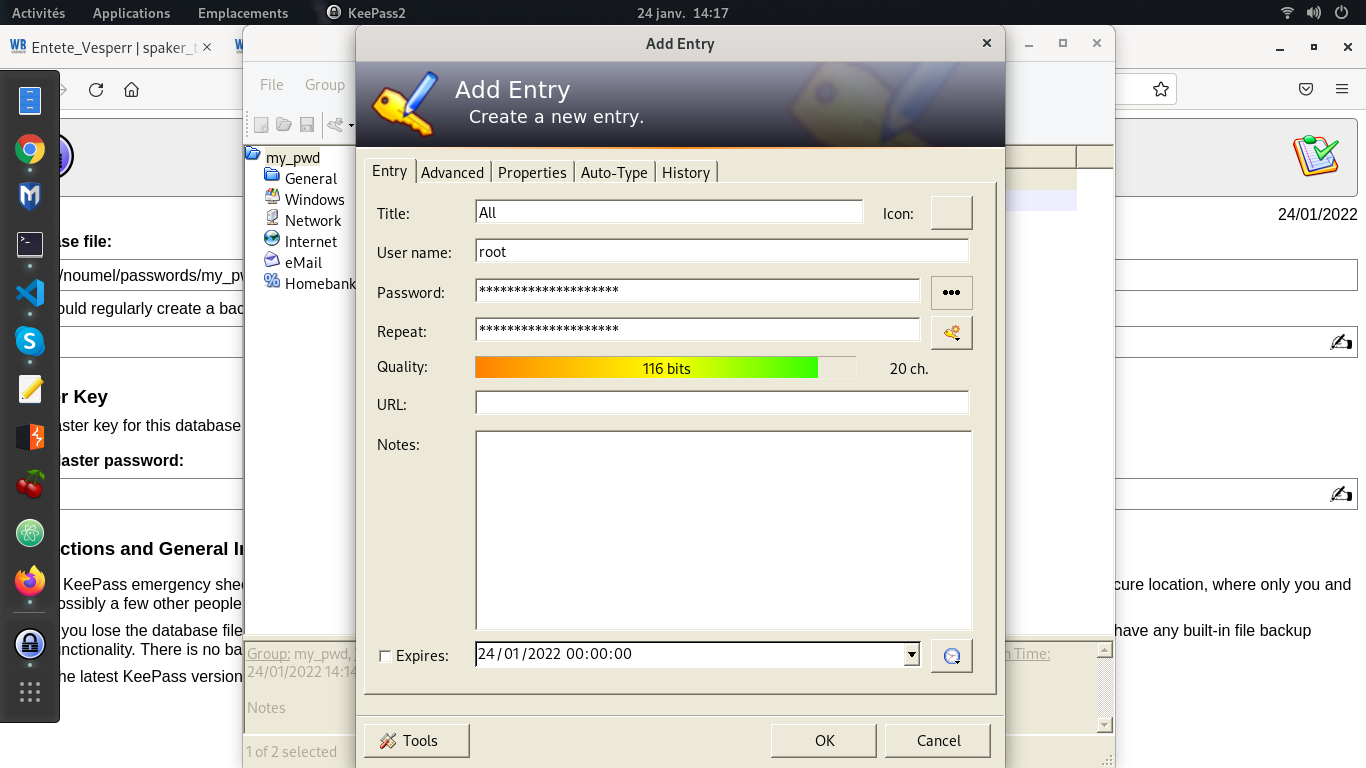 Activités Applications Emplacements KeePass2 24 janv. 14:17
Entete_Vesperr | spaker_t
Add Entry
File Group
Add Entry
Create a new entry.
my_pwd
General
Windows
Network
Internet
eMail
Homebank
Entry Advanced Properties Auto-Type History
Title: All Icon:
User name: root
Password: ******************** •••
Repeat: ********************
Quality: 116 bits 20 ch.
URL:
Notes:
Expires: 24/01/2022 00:00:00
Tools OK Cancel
24/01/2022
ase file:
/noumel/passwords/my_pw
ould regularly create a bac
er Key
aster key for this database
laster password:
ctions and General In
KeePass emergency shee cure location, where only you and
ossibly a few other people
you lose the database file have any built-in file backup
nctionality. There is no ba
he latest KeePass version
Group: my_pwd, n Time:
24/01/2022 14:14
Notes
1 of 2 selected